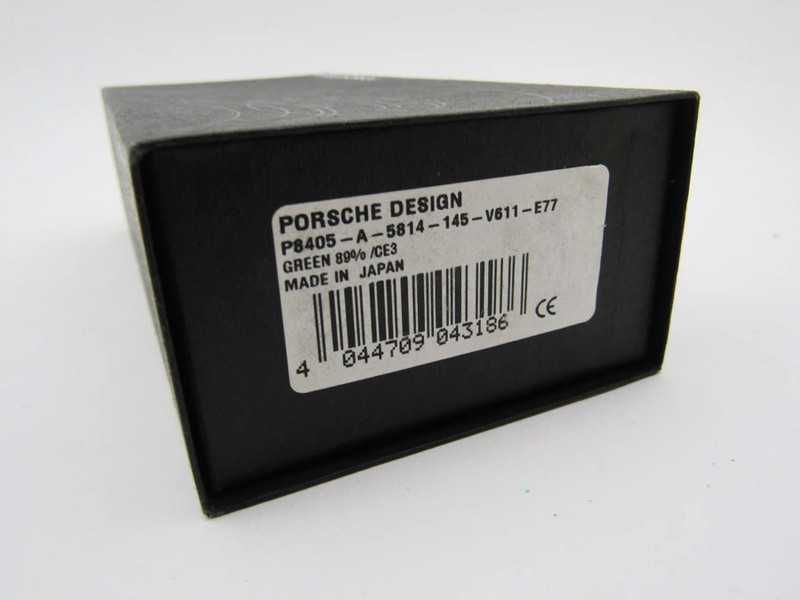 PORSCHE DESIGN
P8405-A-5814-145-V611-E77
GREEN 89% /CE3
MADE IN JAPAN
4 044709 043186
CE